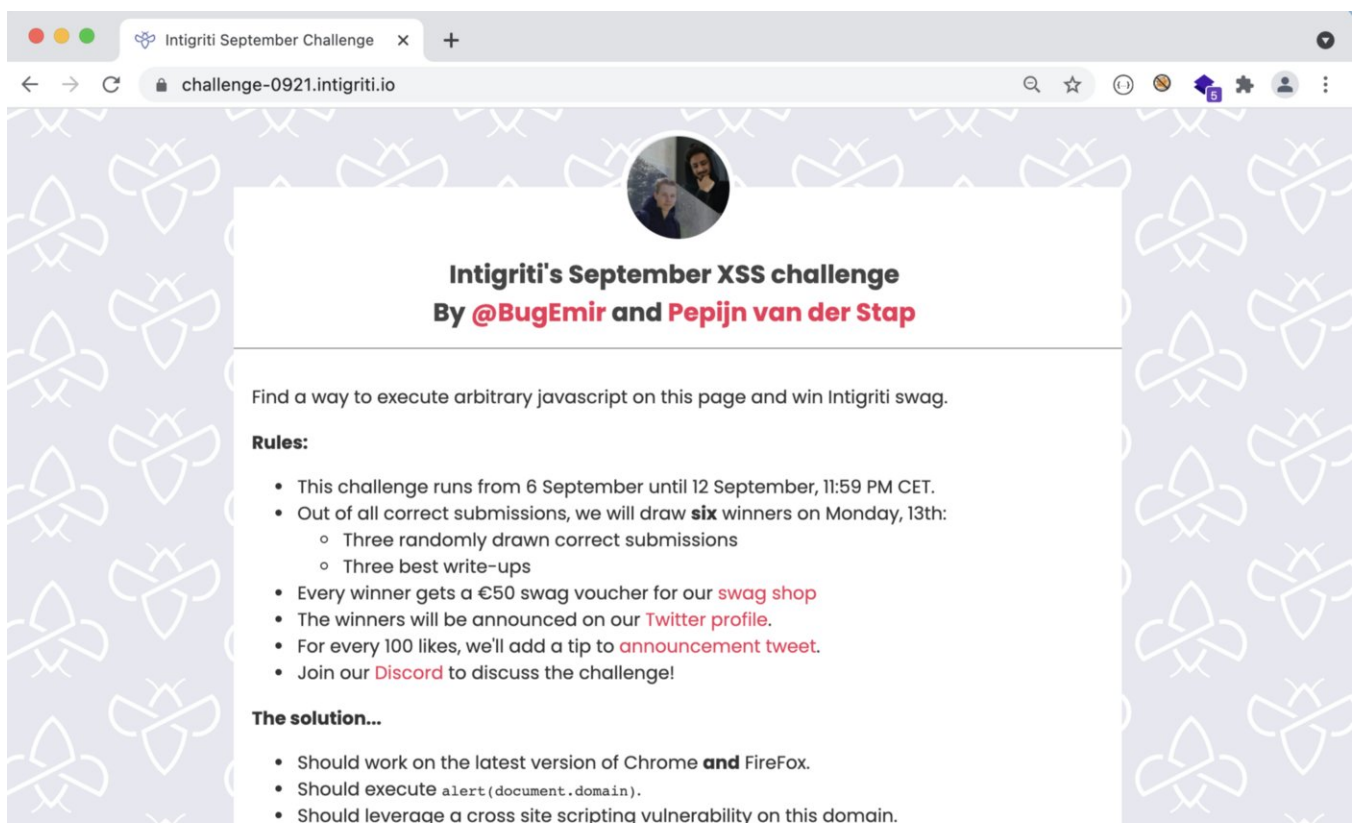 Intigriti September Challenge
challenge-0921.intigriti.io
5
Intigriti's September XSS challenge
By @BugEmir and Pepijn van der Stap
Find a way to execute arbitrary javascript on this page and win Intigriti swag.
Rules:
This challenge runs from 6 September until 12 September, 11:59 PM CET.
Out of all correct submissions, we will draw six winners on Monday, 13th:
Three randomly drawn correct submissions
Three best write-ups
Every winner gets a €50 swag voucher for our swag shop
The winners will be announced on our Twitter profile.
For every 100 likes, we'll add a tip to announcement tweet.
Join our Discord to discuss the challenge!
The solution...
Should work on the latest version of Chrome and FireFox.
Should execute alert(document.domain).
Should leverage a cross site scripting vulnerability on this domain.